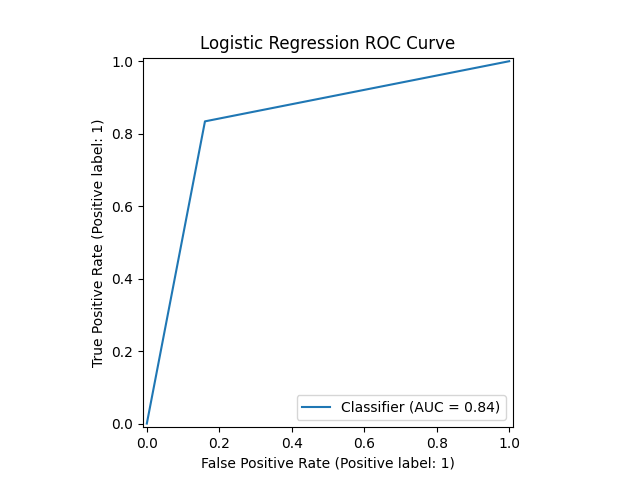 Logistic Regression ROC Curve
True Positive Rate (Positive label: 1)
1.0
0.8
0.6
0.4
0.2
0.0
Classifier (AUC = 0.84)
0.0 0.2 0.4 0.6 0.8 1.0
False Positive Rate (Positive label: 1)